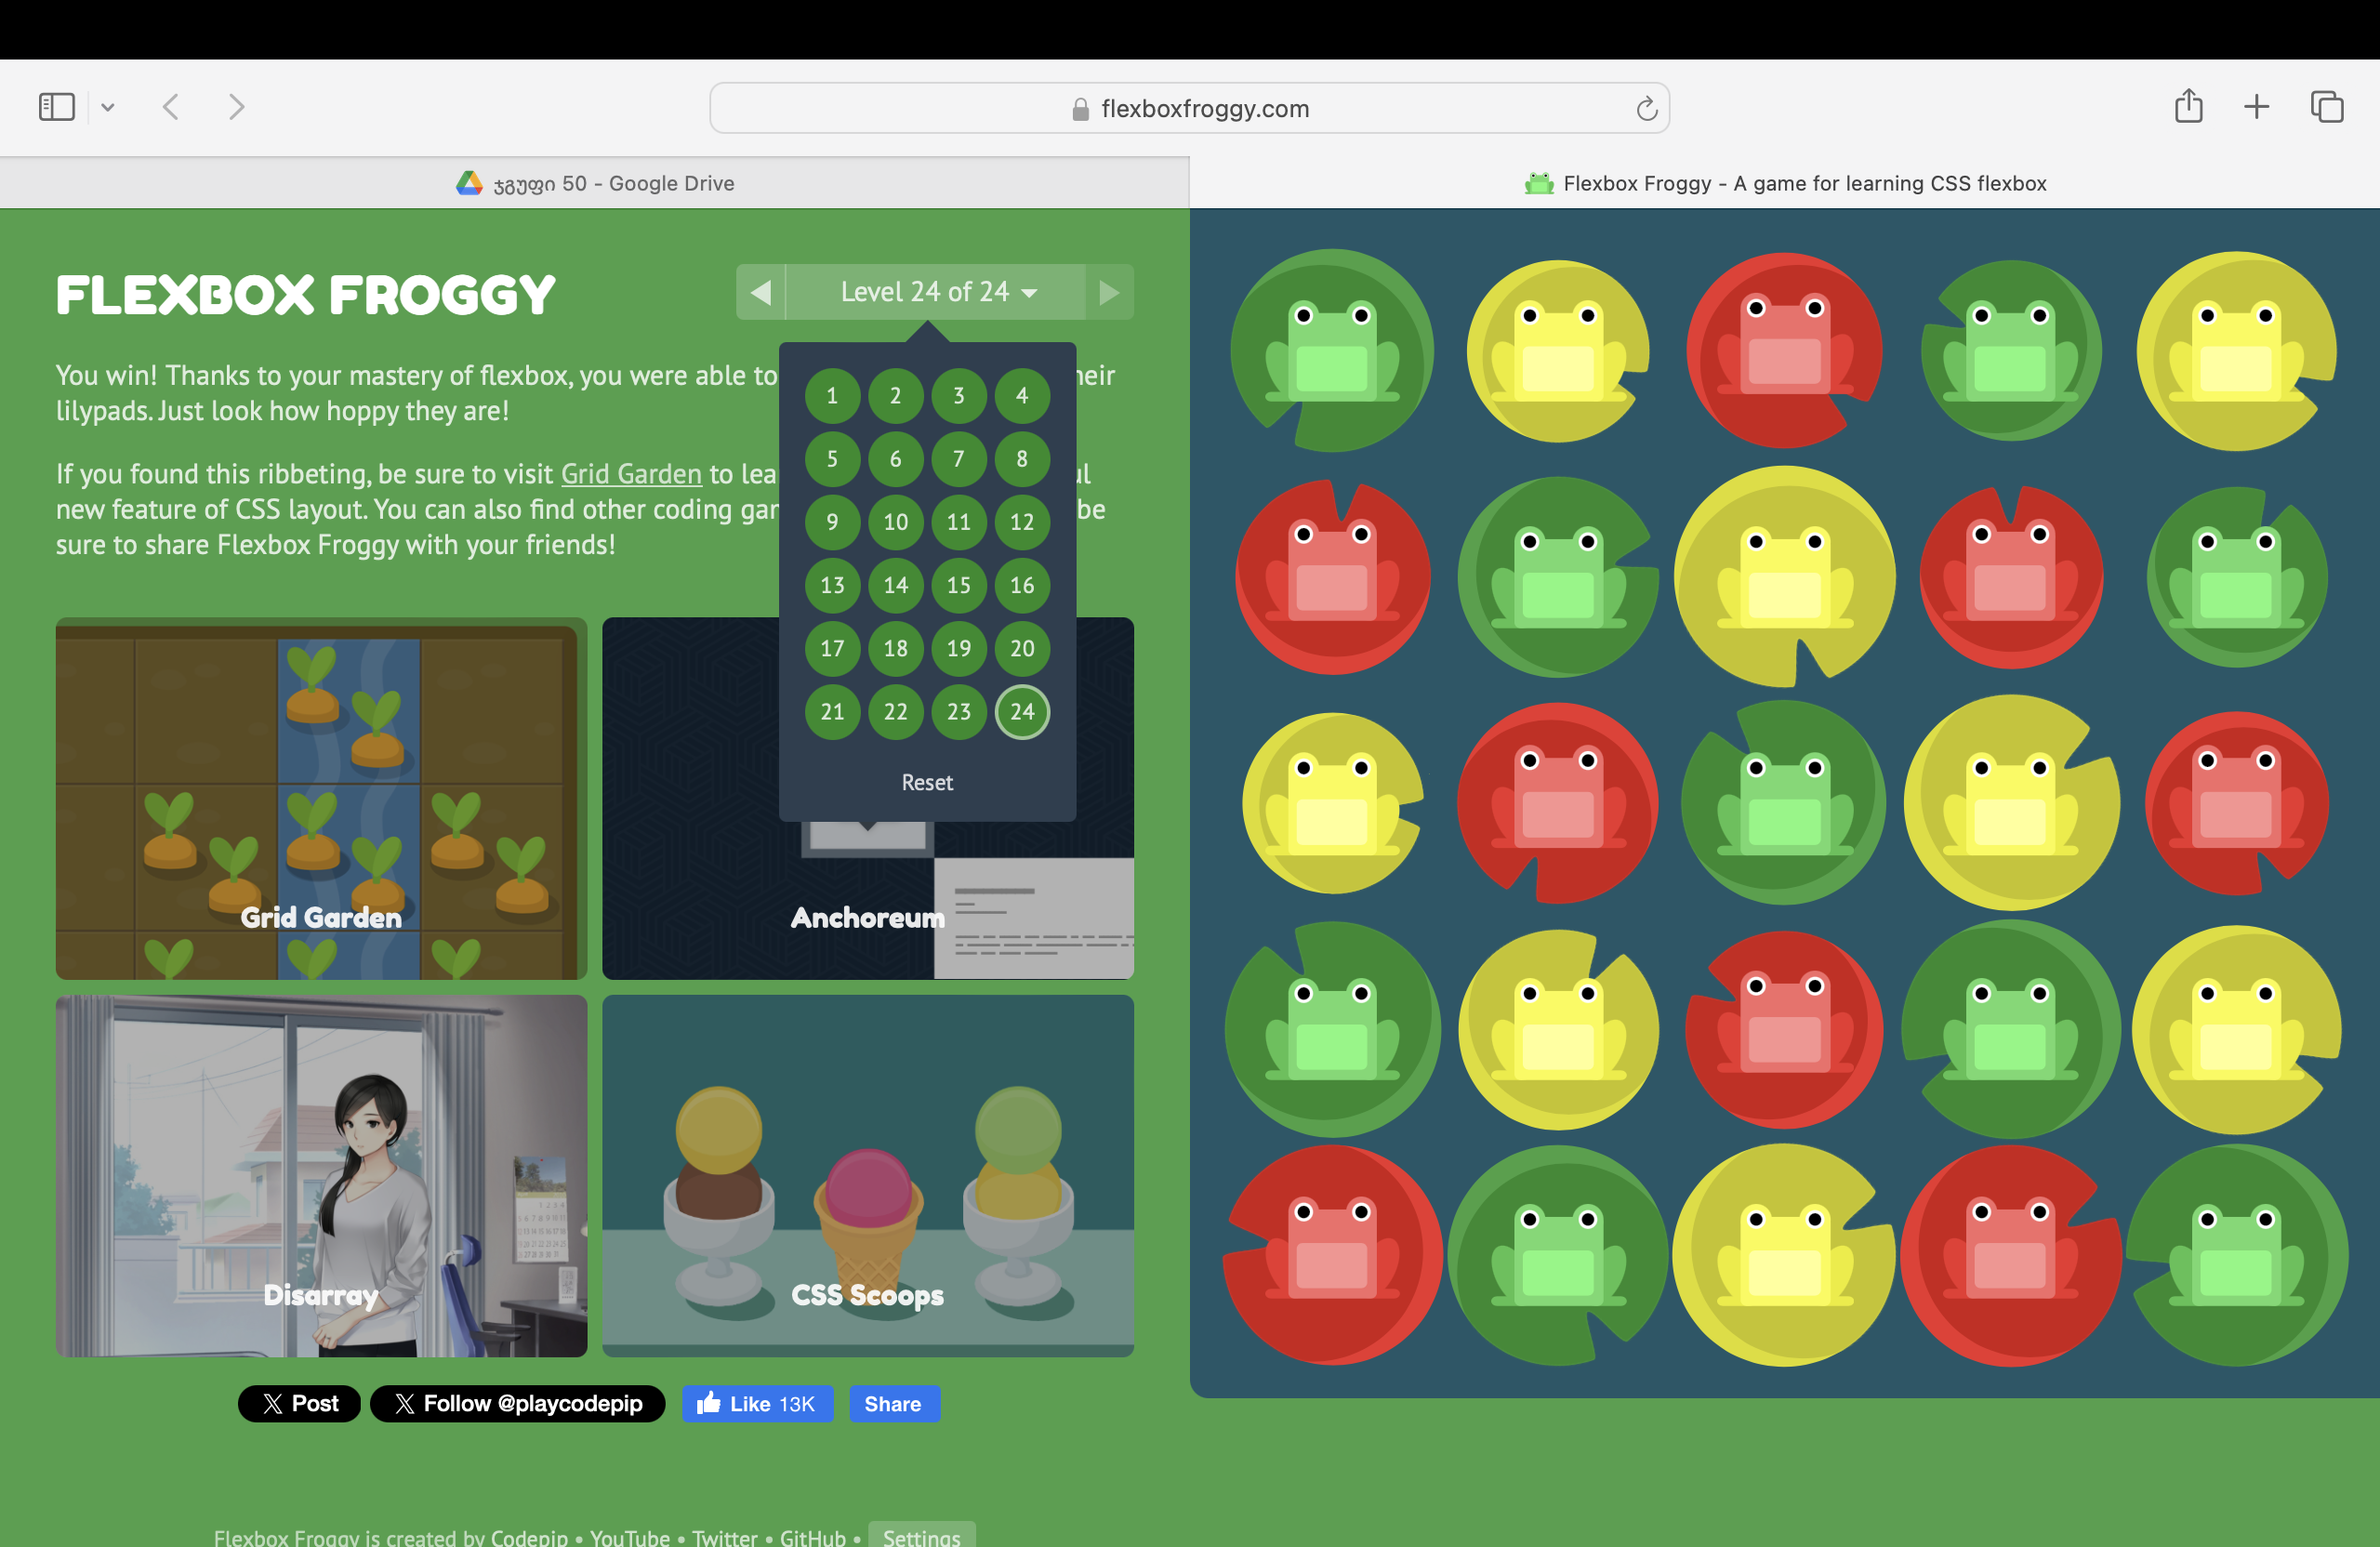 flexboxfroggy.com
ჯგუფი 50 - Google Drive
Flexbox Froggy - A game for learning CSS flexbox
FLEXBOX FROGGY
Level 24 of 24
You win! Thanks to your mastery of flexbox, you were able to
heir
lilypads. Just look how hoppy they are!
If you found this ribbeting, be sure to visit Grid Garden to lea
ul
new feature of CSS layout. You can also find other coding gar
be
sure to share Flexbox Froggy with your friends!
1 2 3 4
5 6 7 8
9 10 11 12
13 14 15 16
17 18 19 20
21 22 23 24
Reset
Grid Garden
Anchoreum
Disarray
CSS Scoops
Post
Follow @playcodepip
Like 13K
Share
Flexbox Froggy is created by Codepip • YouTube • Twitter • GitHub • Settings